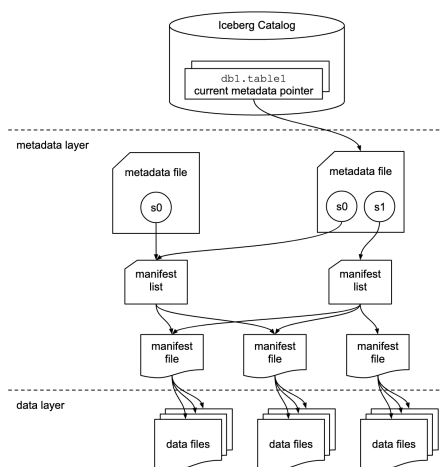 Iceberg Catalog
db1.table1
current metadata pointer
metadata layer
metadata file
s0
metadata file
s0
s1
manifest
list
manifest
list
manifest
file
manifest
file
manifest
file
data layer
data files
data files
data files